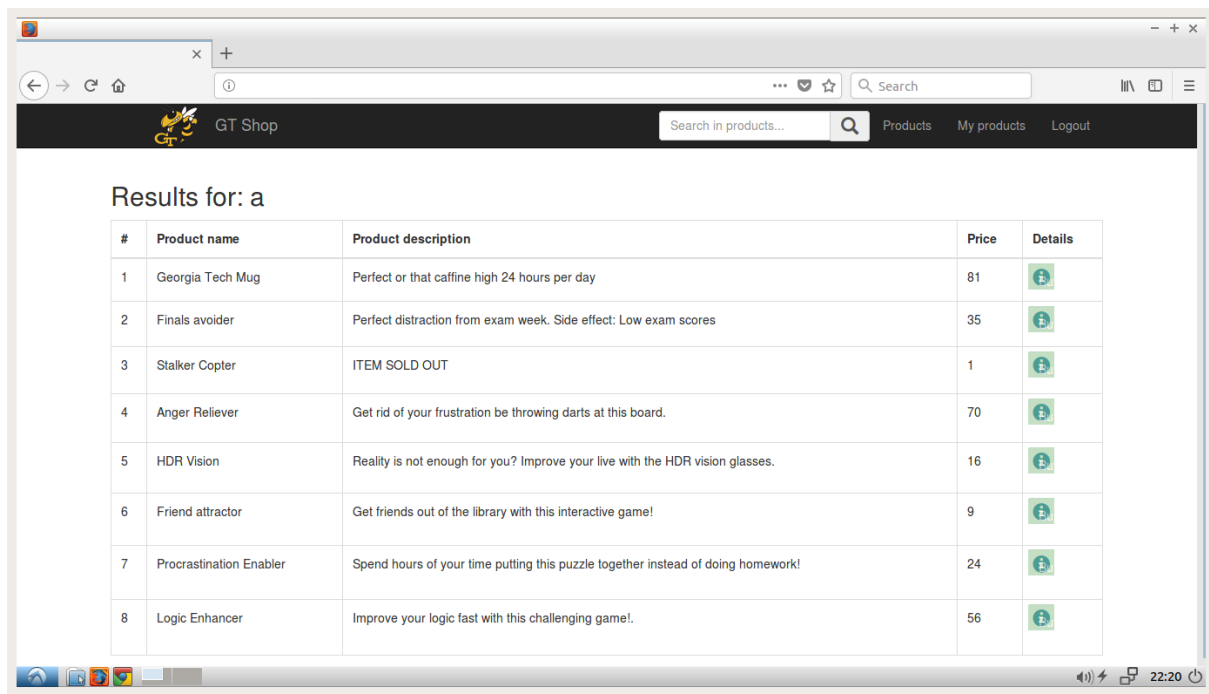 Search
GT
GT Shop
Search in products...
Products
My products
Logout
Results for: a
# Product name Product description Price Details
1 Georgia Tech Mug Perfect or that caffine high 24 hours per day 81
2 Finals avoider Perfect distraction from exam week. Side effect: Low exam scores 35
3 Stalker Copter ITEM SOLD OUT 1
4 Anger Reliever Get rid of your frustration be throwing darts at this board. 70
5 HDR Vision Reality is not enough for you? Improve your live with the HDR vision glasses. 16
6 Friend attractor Get friends out of the library with this interactive game! 9
7 Procrastination Enabler Spend hours of your time putting this puzzle together instead of doing homework! 24
8 Logic Enhancer Improve your logic fast with this challenging game!. 56
22:20